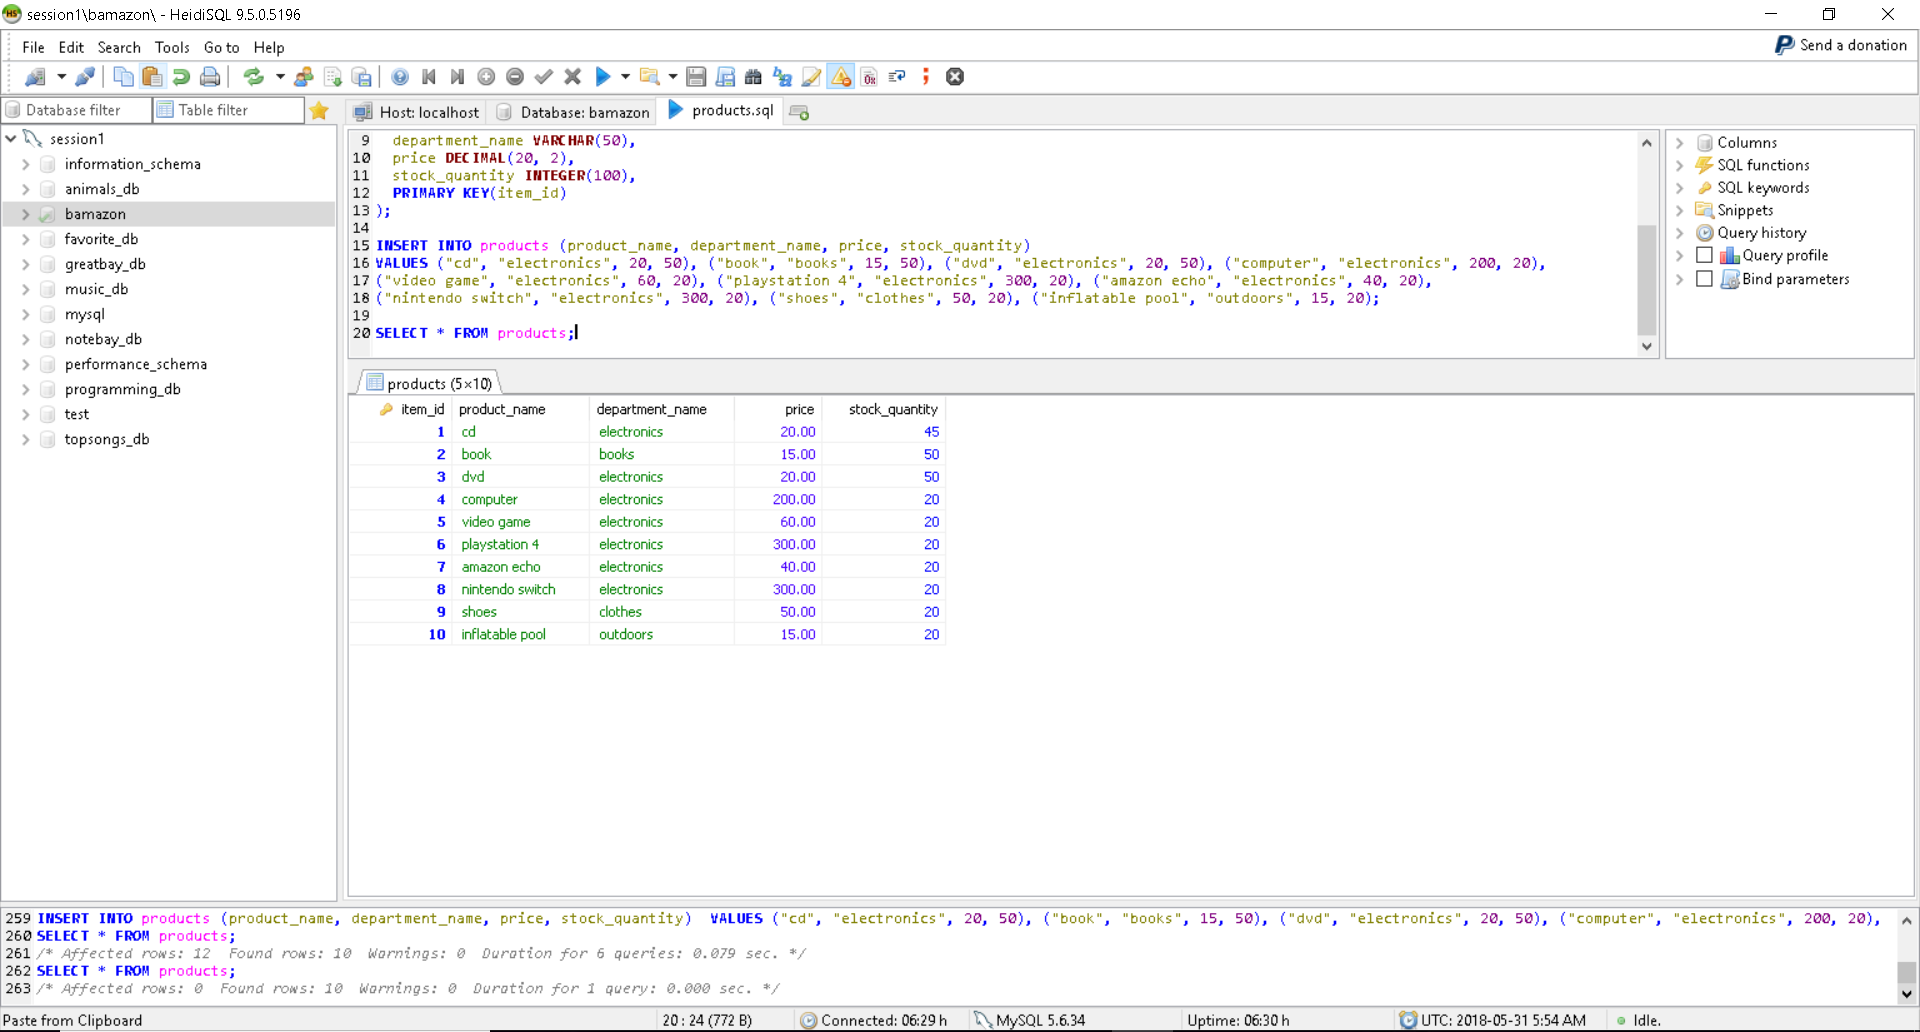 session1\bamazon\ - HeidiSQL 9.5.0.5196
File Edit Search Tools Go to Help
Send a donation
Database filter Table filter
Host: localhost Database: bamazon products.sql
session1
information_schema
animals_db
bamazon
favorite_db
greatbay_db
music_db
mysql
notebay_db
performance_schema
programming_db
test
topsongs_db
9 department_name VARCHAR(50),
10 price DECIMAL(20, 2),
11 stock_quantity INTEGER(100),
12 PRIMARY KEY(item_id)
13 );
14
15 INSERT INTO products (product_name, department_name, price, stock_quantity)
16 VALUES ("cd", "electronics", 20, 50), ("book", "books", 15, 50), ("dvd", "electronics", 20, 50), ("computer", "electronics", 200, 20),
17 ("video game", "electronics", 60, 20), ("playstation 4", "electronics", 300, 20), ("amazon echo", "electronics", 40, 20),
18 ("nintendo switch", "electronics", 300, 20), ("shoes", "clothes", 50, 20), ("inflatable pool", "outdoors", 15, 20);
19
20 SELECT * FROM products;
Columns
SQL functions
SQL keywords
Snippets
Query history
Query profile
Bind parameters
products (5×10)
item_id product_name department_name price stock_quantity
1 cd electronics 20.00 45
2 book books 15.00 50
3 dvd electronics 20.00 50
4 computer electronics 200.00 20
5 video game electronics 60.00 20
6 playstation 4 electronics 300.00 20
7 amazon echo electronics 40.00 20
8 nintendo switch electronics 300.00 20
9 shoes clothes 50.00 20
10 inflatable pool outdoors 15.00 20
259 INSERT INTO products (product_name, department_name, price, stock_quantity) VALUES ("cd", "electronics", 20, 50), ("book", "books", 15, 50), ("dvd", "electronics", 20, 50), ("computer", "electronics", 200, 20),
260 SELECT * FROM products;
261 /* Affected rows: 12 Found rows: 10 Warnings: 0 Duration for 6 queries: 0.079 sec. */
262 SELECT * FROM products;
263 /* Affected rows: 0 Found rows: 10 Warnings: 0 Duration for 1 query: 0.000 sec. */
Paste from Clipboard 20 : 24 (772 B) Connected: 06:29 h MySQL 5.6.34 Uptime: 06:30 h UTC: 2018-05-31 5:54 AM Idle.